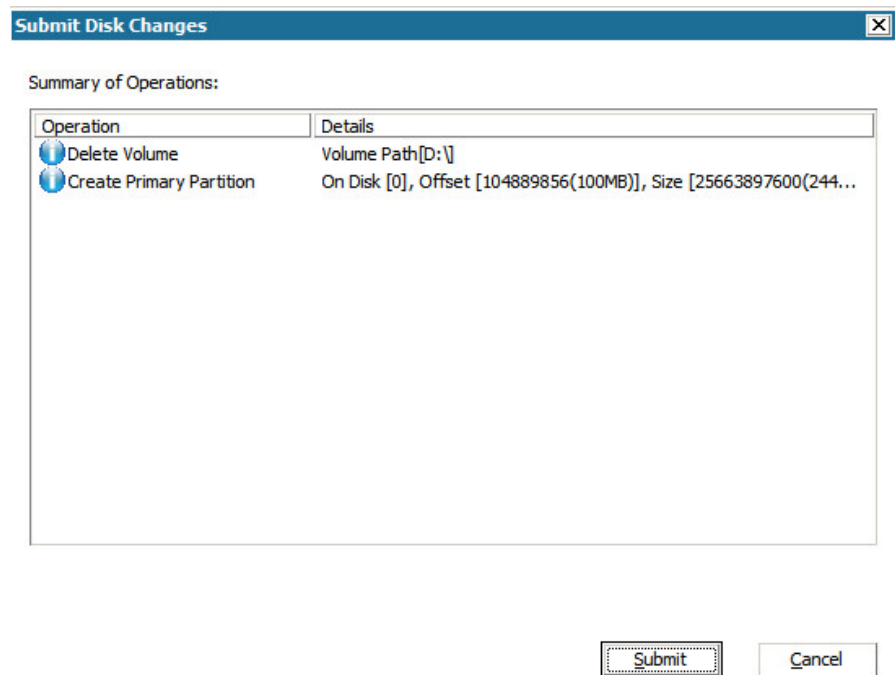 Submit Disk Changes
Summary of Operations:
Operation Details
Delete Volume Volume Path[D:\]
Create Primary Partition On Disk [0], Offset [104889856(100MB)], Size [25663897600(244...
Submit Cancel